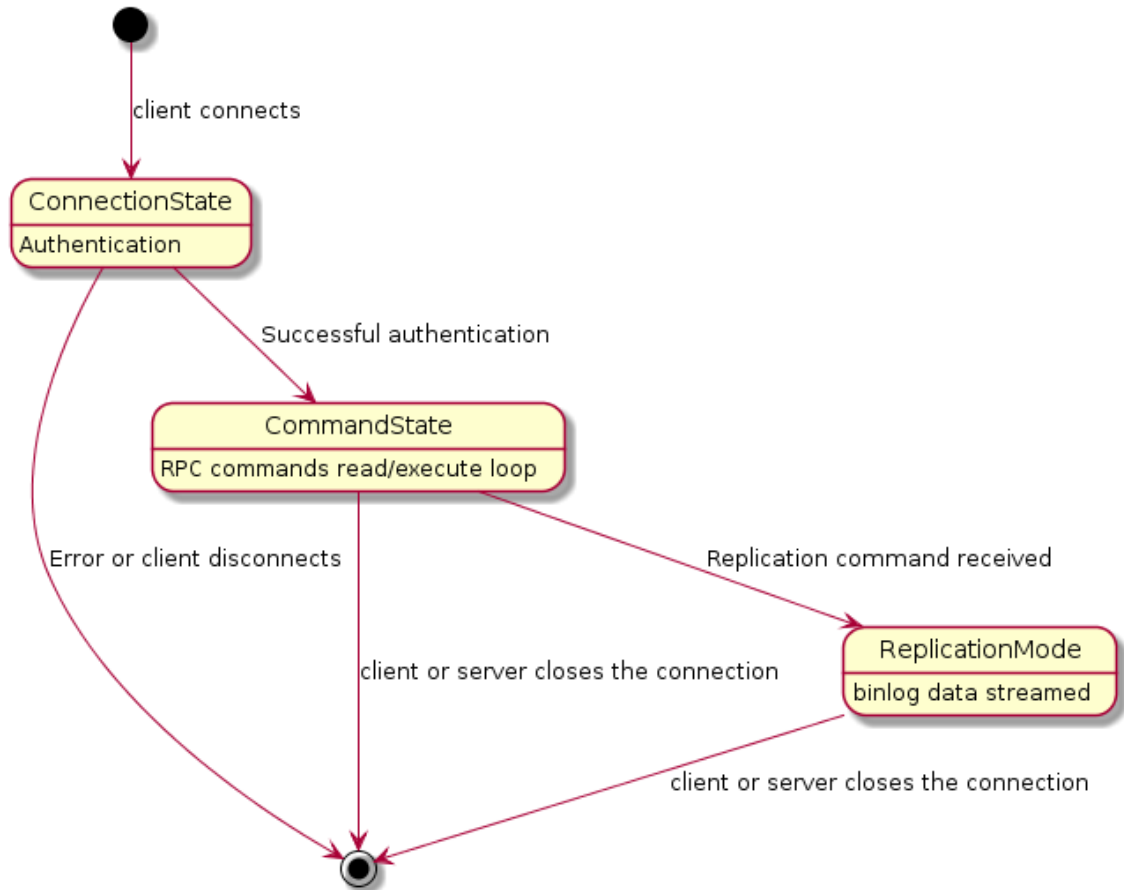 client connects
ConnectionState
Authentication
Successful authentication
CommandState
RPC commands read/execute loop
Error or client disconnects
Replication command received
ReplicationMode
binlog data streamed
client or server closes the connection
client or server closes the connection